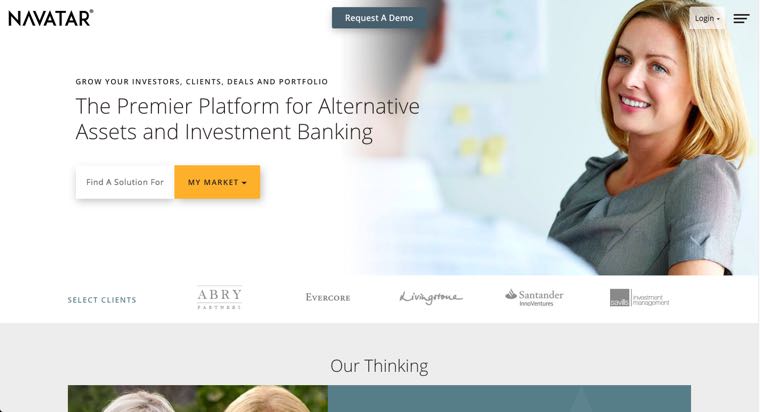 NAVATAR®
Request A Demo
Login
GROW YOUR INVESTORS, CLIENTS, DEALS AND PORTFOLIO
The Premier Platform for Alternative
Assets and Investment Banking
Find A Solution For
MY MARKET
SELECT CLIENTS
ABRY
PARTNERS
EVERCORE
Livingstone
Santander
InnoVentures
savills
investment
management
Our Thinking